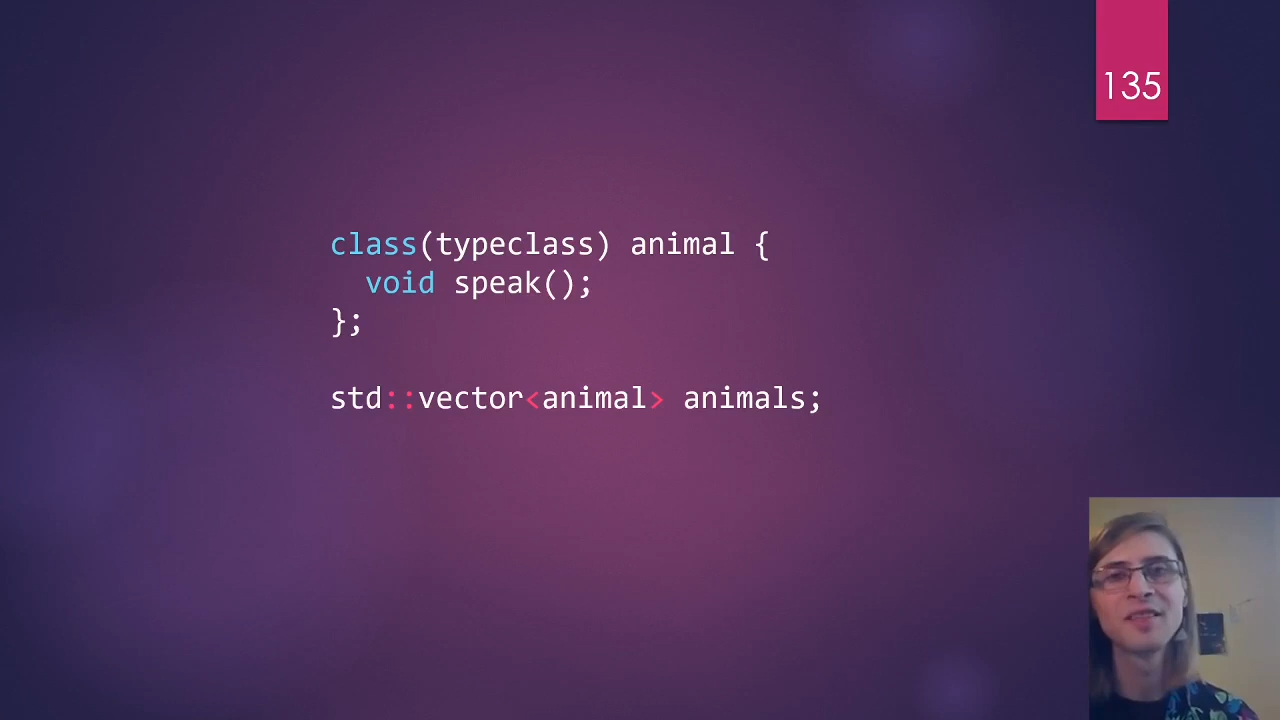 135
class(typeclass) animal {
  void speak();
};
std::vector<animal> animals;